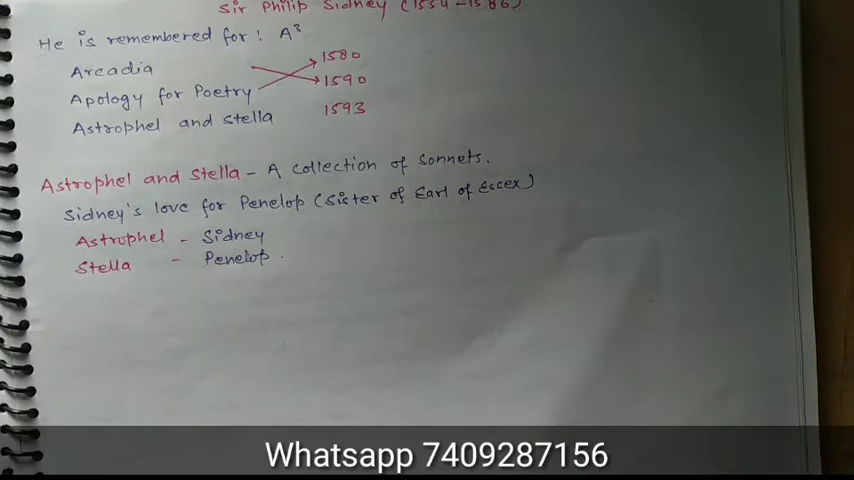 Sir Philip Sidney (1554-1586)
He is remembered for: A³
Arcadia 1580
Apology for Poetry 1590
Astrophel and Stella 1593
Astrophel and Stella - A collection of sonnets.
Sidney's love for Penelop (sister of Earl of Essex)
Astrophel - Sidney
Stella - Penelop.
Whatsapp 7409287156